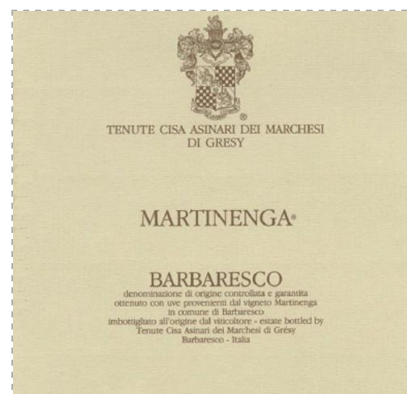 TENUTE CISA ASINARI DEI MARCHESI
DI GRESY
MARTINENGA®
BARBARESCO
denominazione di origine controllata e garantita
ottenuto con uve provenienti dal vigneto Martinenga
in comune di Barbaresco
imbottigliato all'origine dal viticoltore - estate bottled by
Tenute Cisa Asinari dei Marchesi di Grésy
Barbaresco - Italia